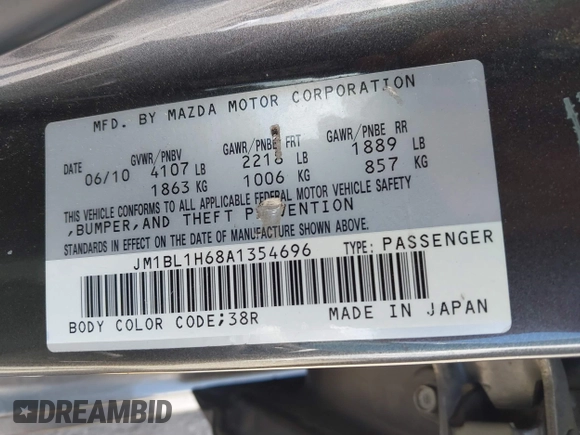 MFD. BY MAZDA MOTOR CORPORATION
DATE GVWR/PNBV GAWR/PNBE FRT GAWR/PNBE RR
06/10 4107 LB 2218 LB 1889 LB
1863 KG 1006 KG 857 KG
THIS VEHICLE CONFORMS TO ALL APPLICABLE FEDERAL MOTOR VEHICLE SAFETY
,BUMPER,AND THEFT PREVENTION
STANDARDS IN EFFECT ON THE DATE OF MANUFACTURE SHOWN ABOVE.
JM1BL1H68A1354696 TYPE: PASSENGER
BODY COLOR CODE;38R MADE IN JAPAN
DREAMBID